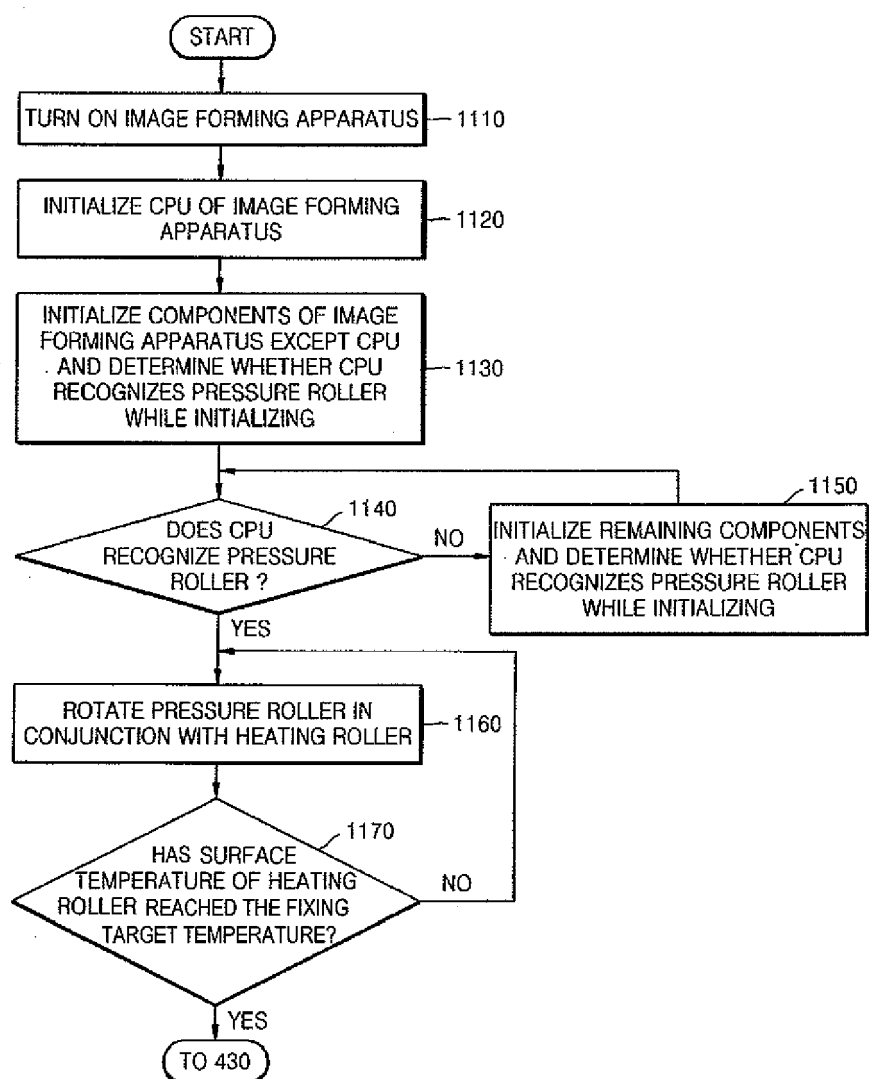 START
TURN ON IMAGE FORMING APPARATUS
1110
INITIALIZE CPU OF IMAGE FORMING
APPARATUS
1120
INITIALIZE COMPONENTS OF IMAGE
FORMING APPARATUS EXCEPT CPU
AND DETERMINE WHETHER CPU
RECOGNIZES PRESSURE ROLLER
WHILE INITIALIZING
1130
1140
DOES CPU
RECOGNIZE PRESSURE
ROLLER ?
NO
1150
INITIALIZE REMAINING COMPONENTS
AND DETERMINE WHETHER CPU
RECOGNIZES PRESSURE ROLLER
WHILE INITIALIZING
YES
ROTATE PRESSURE ROLLER IN
CONJUNCTION WITH HEATING ROLLER
1160
1170
HAS SURFACE
TEMPERATURE OF HEATING
ROLLER REACHED THE FIXING
TARGET TEMPERATURE?
NO
YES
TO 430